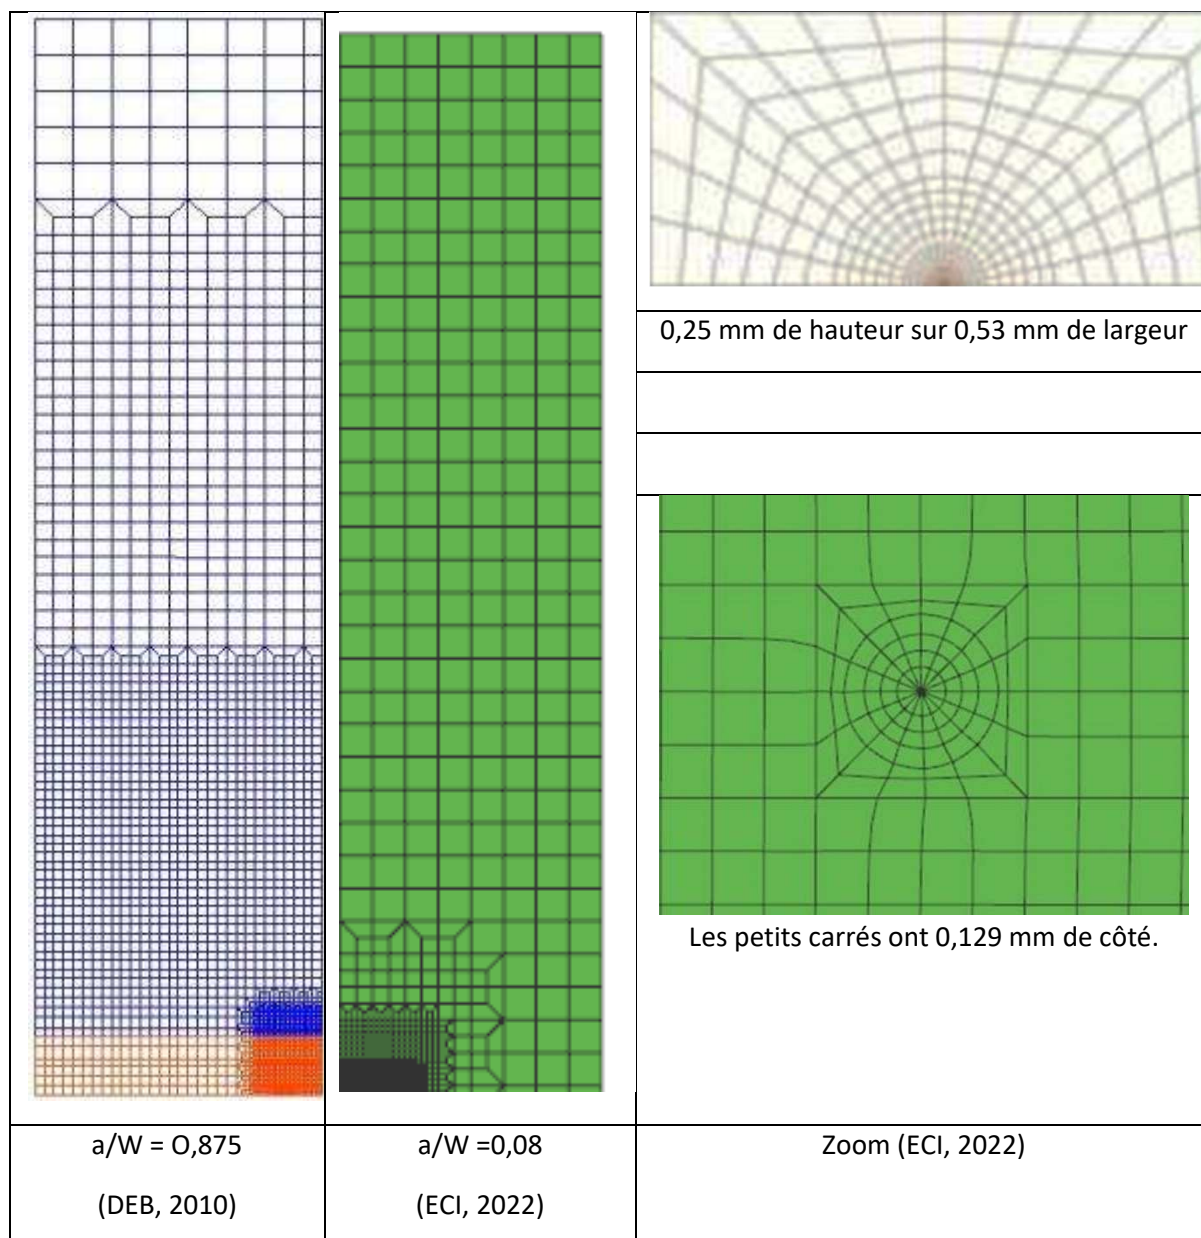 0,25 mm de hauteur sur 0,53 mm de largeur
Les petits carrés ont 0,129 mm de côté.
a/W = O,875
(DEB, 2010)
a/W =0,08
(ECI, 2022)
Zoom (ECI, 2022)